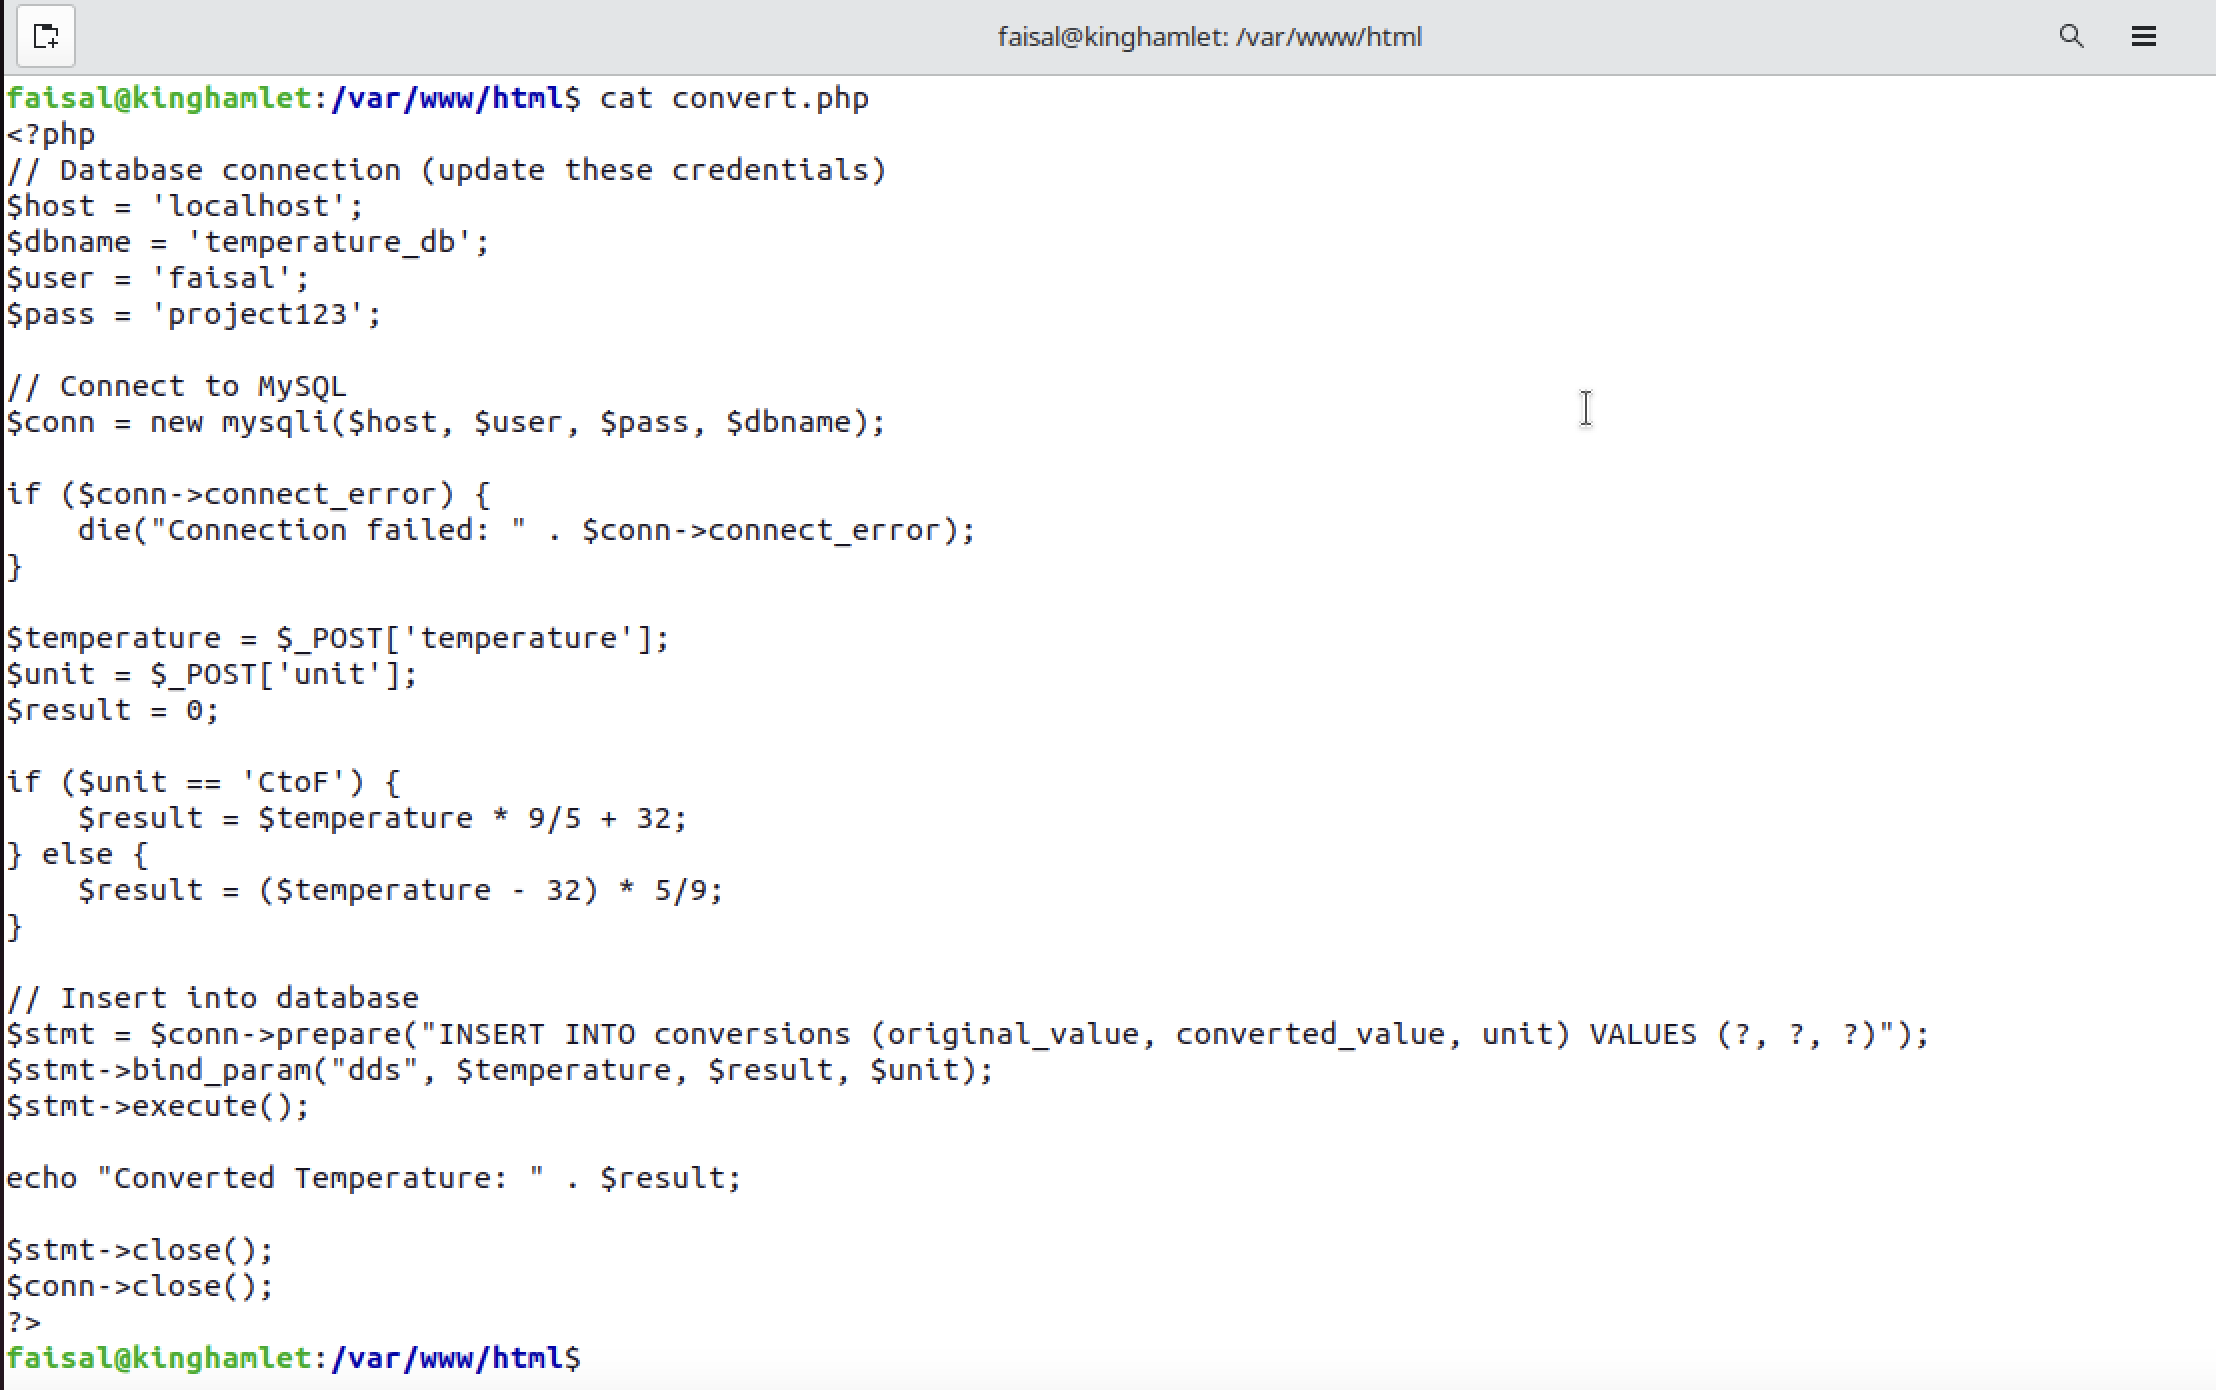 faisal@kinghamlet: /var/www/html
faisal@kinghamlet:/var/www/html$ cat convert.php
<?php
// Database connection (update these credentials)
$host = 'localhost';
$dbname = 'temperature_db';
$user = 'faisal';
$pass = 'project123';

// Connect to MySQL
$conn = new mysqli($host, $user, $pass, $dbname);

if ($conn->connect_error) {
    die("Connection failed: " . $conn->connect_error);
}

$temperature = $_POST['temperature'];
$unit = $_POST['unit'];
$result = 0;

if ($unit == 'CtoF') {
    $result = $temperature * 9/5 + 32;
} else {
    $result = ($temperature - 32) * 5/9;
}

// Insert into database
$stmt = $conn->prepare("INSERT INTO conversions (original_value, converted_value, unit) VALUES (?, ?, ?)");
$stmt->bind_param("dds", $temperature, $result, $unit);
$stmt->execute();

echo "Converted Temperature: " . $result;

$stmt->close();
$conn->close();
?>
faisal@kinghamlet:/var/www/html$